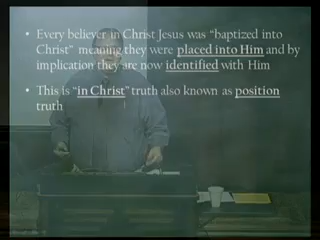 • Every believer in Christ Jesus was "baptized into
Christ" meaning they were placed into Him and by
implication they are now identified with Him
• This is "in Christ" truth also known as position
truth